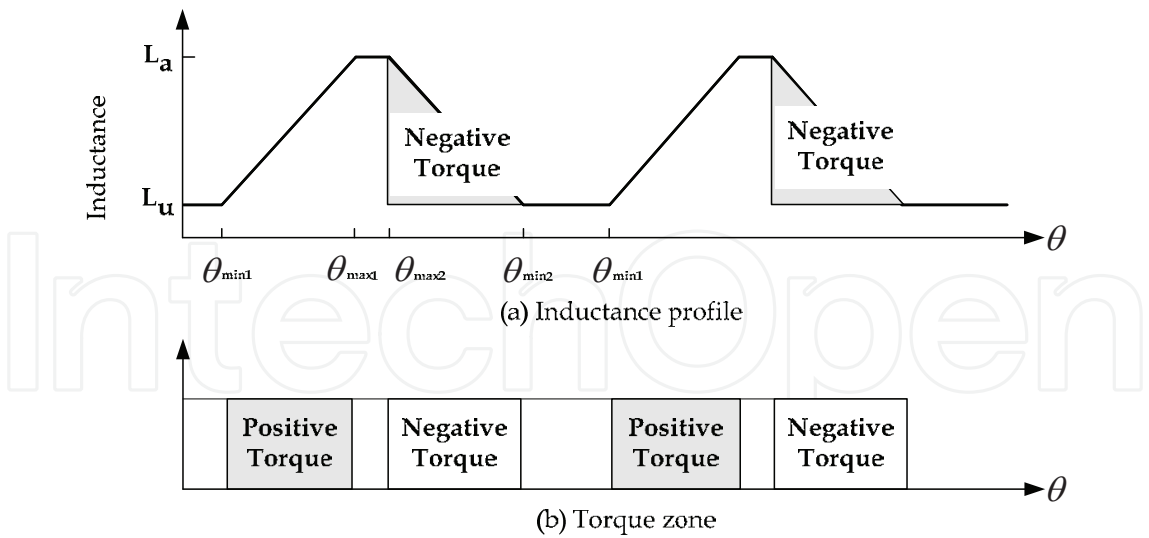 La
Inductance
Negative
Torque
Negative
Torque
Lu
θ
θmin1 θmax1 θmax2 θmin2 θmin1
(a) Inductance profile
IntechOpen
Positive
Torque
Negative
Torque
Positive
Torque
Negative
Torque
θ
(b) Torque zone